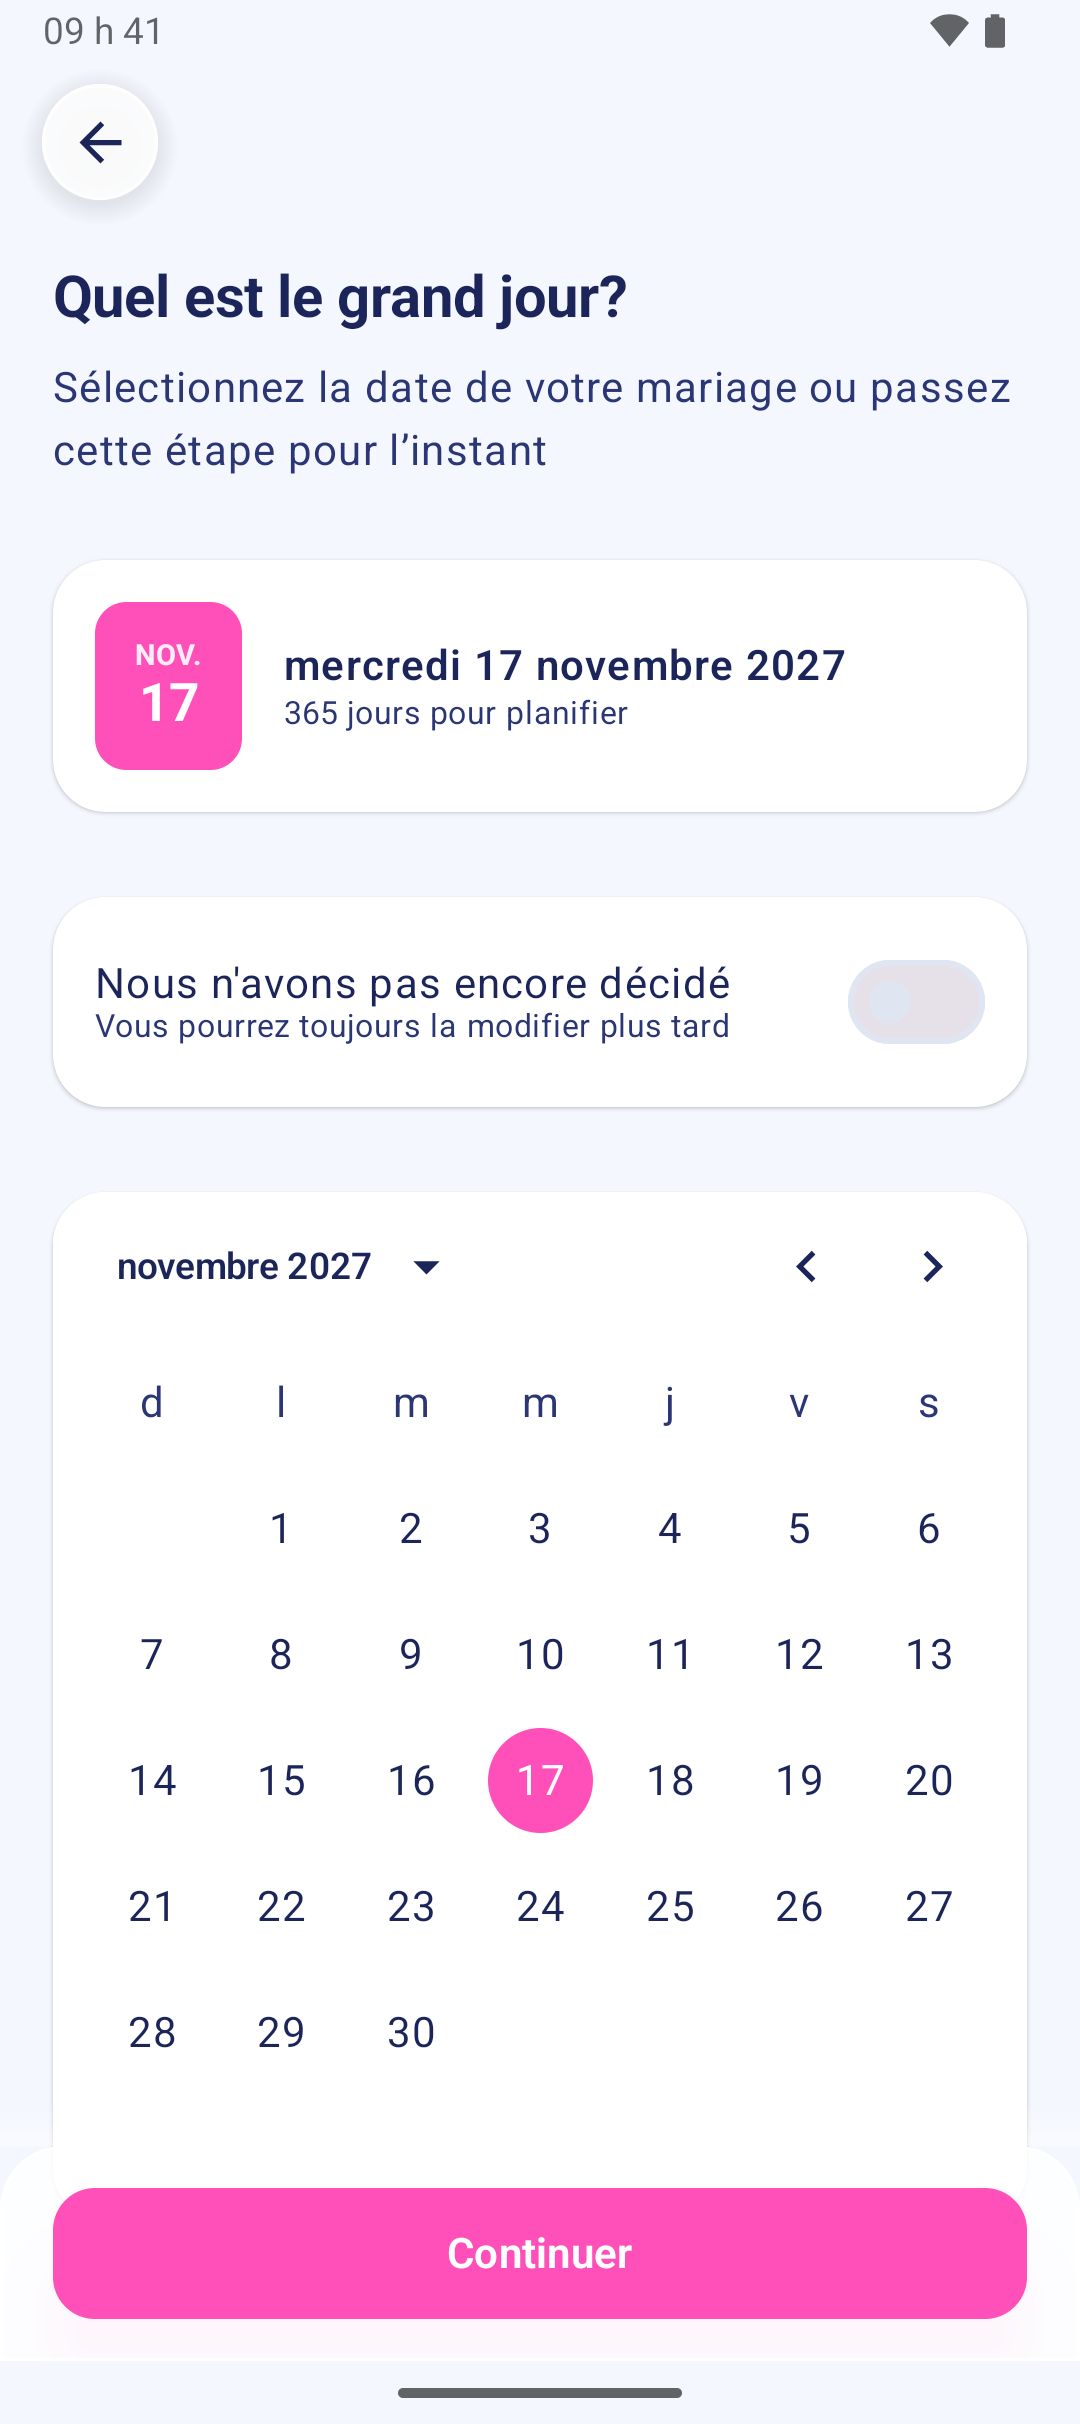 09 h 41
Quel est le grand jour?
Sélectionnez la date de votre mariage ou passez
cette étape pour l’instant
NOV.
17
mercredi 17 novembre 2027
365 jours pour planifier
Nous n'avons pas encore décidé
Vous pourrez toujours la modifier plus tard
novembre 2027
d l m m j v s
1 2 3 4 5 6
7 8 9 10 11 12 13
14 15 16 17 18 19 20
21 22 23 24 25 26 27
28 29 30
Continuer